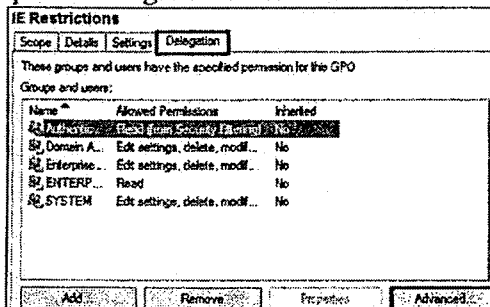 IE Restrictions
Scope Details Settings Delegation
These groups and users have the specified permission for this GPO
Groups and users:
Name Allowed Permissions Inherited
Authentic... Read (from Security Filtering) No
Domain A... Edit settings, delete, modif... No
Enterprise... Edit settings, delete, modif... No
ENTERP... Read No
SYSTEM Edit settings, delete, modif... No
Add... Remove Properties Advanced...